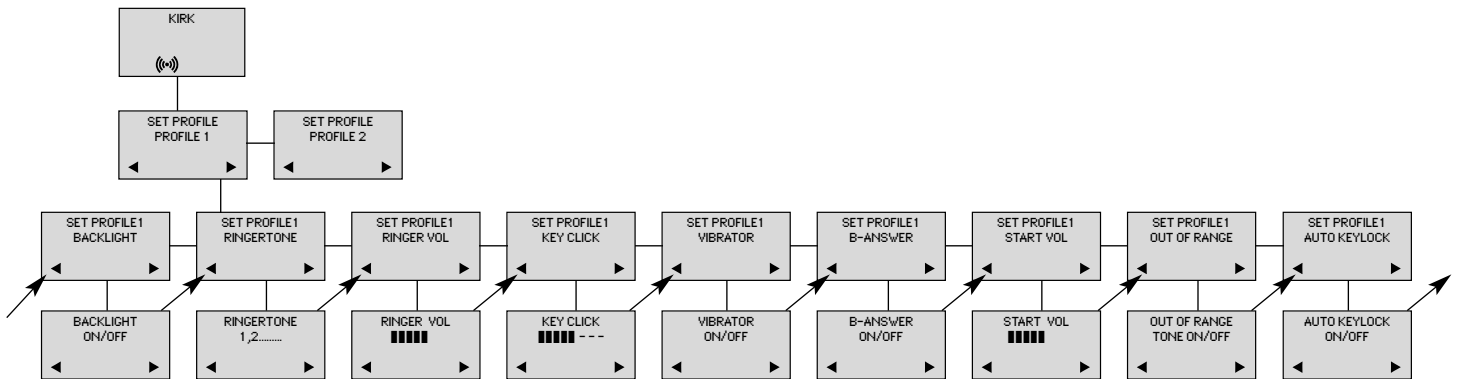 KIRK
SET PROFILE
PROFILE 1
SET PROFILE
PROFILE 2
SET PROFILE1
BACKLIGHT
SET PROFILE1
RINGERTONE
SET PROFILE1
RINGER VOL
SET PROFILE1
KEY CLICK
SET PROFILE1
VIBRATOR
SET PROFILE1
B-ANSWER
SET PROFILE1
START VOL
SET PROFILE1
OUT OF RANGE
SET PROFILE1
AUTO KEYLOCK
BACKLIGHT
ON/OFF
RINGERTONE
1,2.........
RINGER VOL
KEY CLICK
VIBRATOR
ON/OFF
B-ANSWER
ON/OFF
START VOL
OUT OF RANGE
TONE ON/OFF
AUTO KEYLOCK
ON/OFF